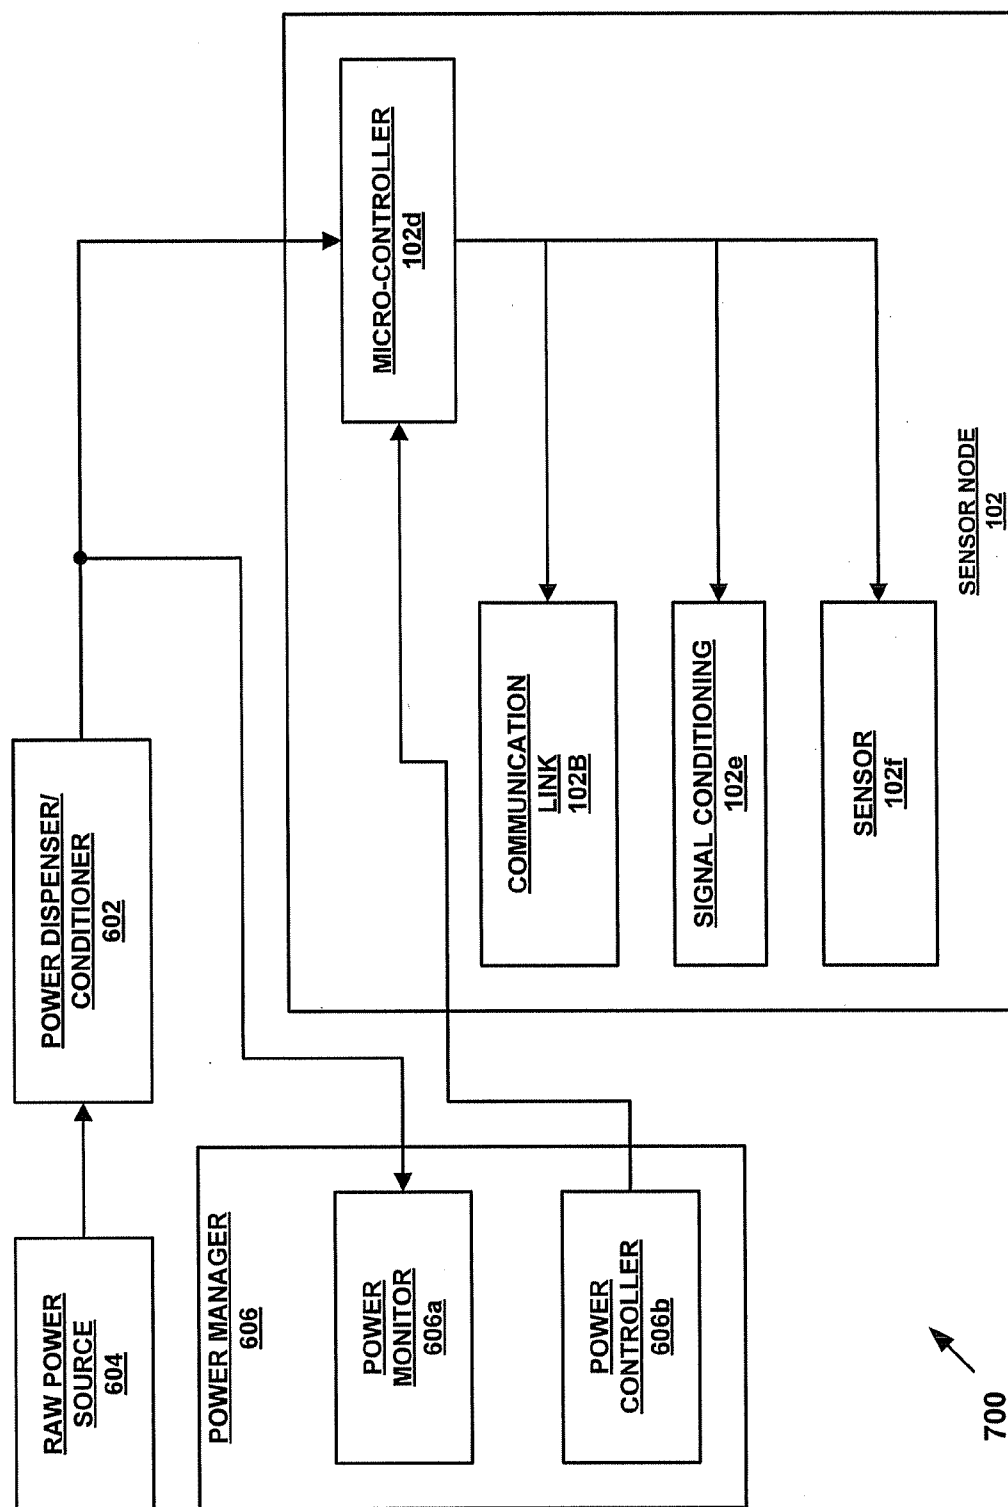 RAW POWER
SOURCE
604
POWER DISPENSER/
CONDITIONER
602
POWER MANAGER
606
POWER
MONITOR
606a
POWER
CONTROLLER
606b
MICRO-CONTROLLER
102d
COMMUNICATION
LINK
102B
SIGNAL CONDITIONING
102e
SENSOR
102f
SENSOR NODE
102
700